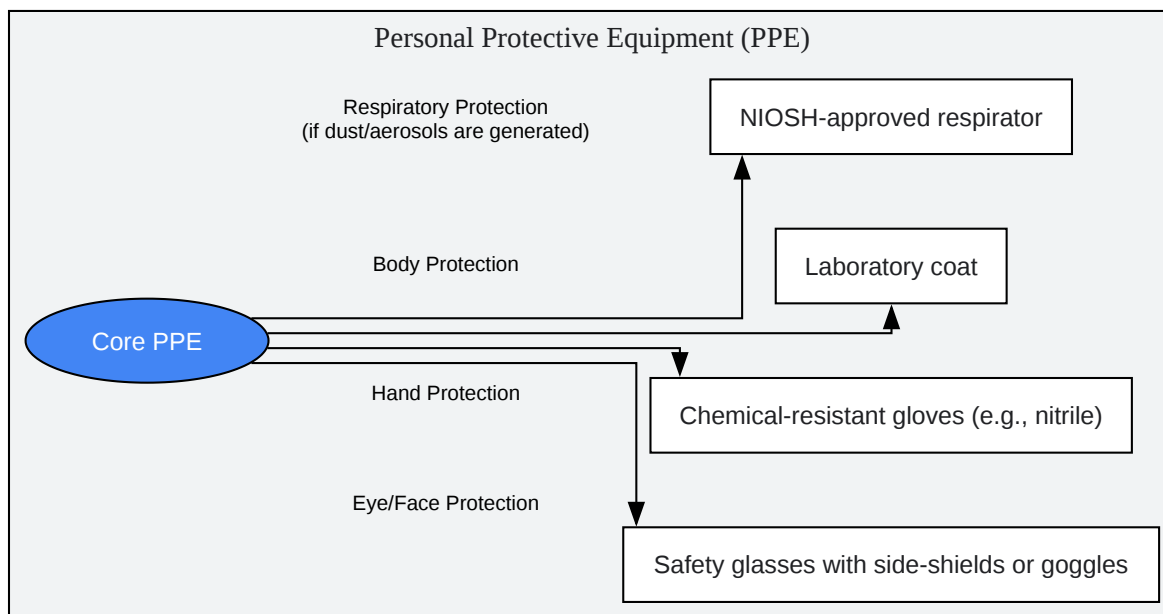 Personal Protective Equipment (PPE)
Respiratory Protection
(if dust/aerosols are generated)
NIOSH-approved respirator
Body Protection
Laboratory coat
Core PPE
Hand Protection
Chemical-resistant gloves (e.g., nitrile)
Eye/Face Protection
Safety glasses with side-shields or goggles